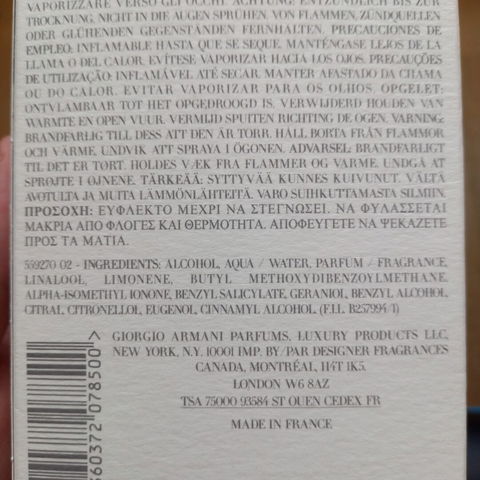 VAPORIZZARE VERSO GLI OCCHI. ACHTUNG: ENTZÜNDLICH BIS ZUR
TROCKNUNG, NICHT IN DIE AUGEN SPRÜHEN, VON FLAMMEN, ZÜNDQUELLEN
ODER GLÜHENDEN GEGENSTÄNDEN FERNHALTEN. PRECAUCIONES DE
EMPLEO: INFLAMABLE HASTA QUE SE SEQUE. MANTÉNGASE LEJOS DE LA
LLAMA O DEL CALOR. EVÍTESE VAPORIZAR HACIA LOS OJOS. PRECAUÇÕES
DE UTILIZAÇÃO: INFLAMÁVEL ATÉ SECAR. MANTER AFASTADO DA CHAMA
OU DO CALOR. EVITAR VAPORIZAR PARA OS OLHOS. OPGELET:
ONTVLAMBAAR TOT HET OPGEDROOGD IS. VERWIJDERD HOUDEN VAN
WARMTE EN OPEN VUUR. VERMIJD SPUITEN RICHTING DE OGEN. VARNING:
BRANDFARLIG TILL DESS ATT DEN ÄR TORR. HÅLL BORTA FRÅN FLAMMOR
OCH VÄRME, UNDVIK ATT SPRAYA I ÖGONEN. ADVARSEL: BRANDFARLIGT
TIL DET ER TØRT. HOLDES VÆK FRA FLAMMER OG VARME. UNDGÅ AT
SPRØJTE I ØJNENE. TÄRKEÄÄ: SYTTYVÄÄ KUNNES KUIVUNUT. VÄLTÄ
AVOTULTA JA MUITA LÄMMÖNLÄHTEITÄ. VARO SUIHKUTTAMASTA SILMIIN.
ΠΡΟΣΟΧΗ: ΕΥΦΛΕΚΤΟ ΜΕΧΡΙ ΝΑ ΣΤΕΓΝΩΣΕΙ. ΝΑ ΦΥΛΑΣΣΕΤΑΙ
ΜΑΚΡΙΑ ΑΠΟ ΦΛΟΓΕΣ ΚΑΙ ΘΕΡΜΟΤΗΤΑ. ΑΠΟΦΕΥΓΕΤΕ ΝΑ ΨΕΚΑΖΕΤΕ
ΠΡΟΣ ΤΑ ΜΑΤΙΑ.
559270 02 - INGREDIENTS: ALCOHOL, AQUA / WATER, PARFUM / FRAGRANCE,
LINALOOL, LIMONENE, BUTYL METHOXYDIBENZOYLMETHANE,
ALPHA-ISOMETHYL IONONE, BENZYL SALICYLATE, GERANIOL, BENZYL ALCOHOL,
CITRAL, CITRONELLOL, EUGENOL, CINNAMYL ALCOHOL. (F.I.L. B257994/1)
GIORGIO ARMANI PARFUMS, LUXURY PRODUCTS LLC,
NEW YORK, N.Y. 10001 IMP. BY/PAR DESIGNER FRAGRANCES
CANADA, MONTRÉAL, H4T 1K5.
LONDON W6 8AZ
TSA 75000 93584 ST OUEN CEDEX FR
MADE IN FRANCE
360372 078500 >